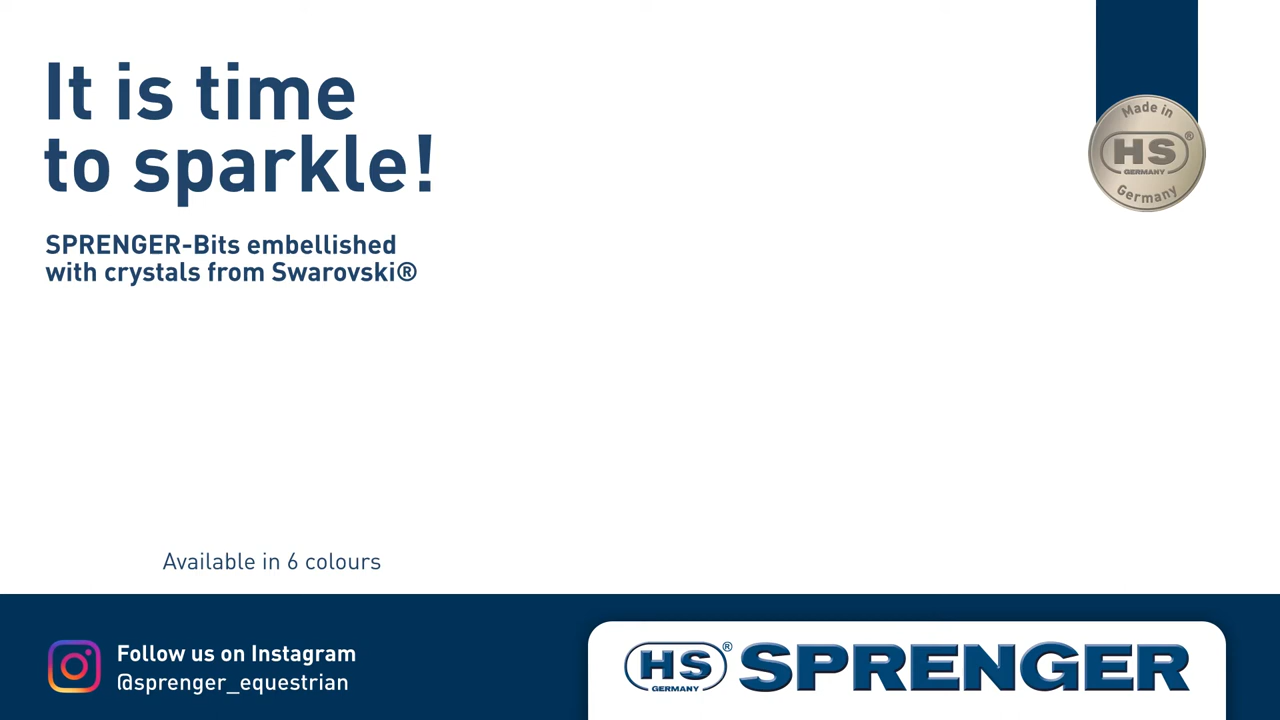 It is time
to sparkle!
SPRENGER-Bits embellished
with crystals from Swarovski®
Made in
HS®
GERMANY
Germany
Available in 6 colours
Follow us on Instagram
@sprenger_equestrian
HS® SPRENGER
GERMANY